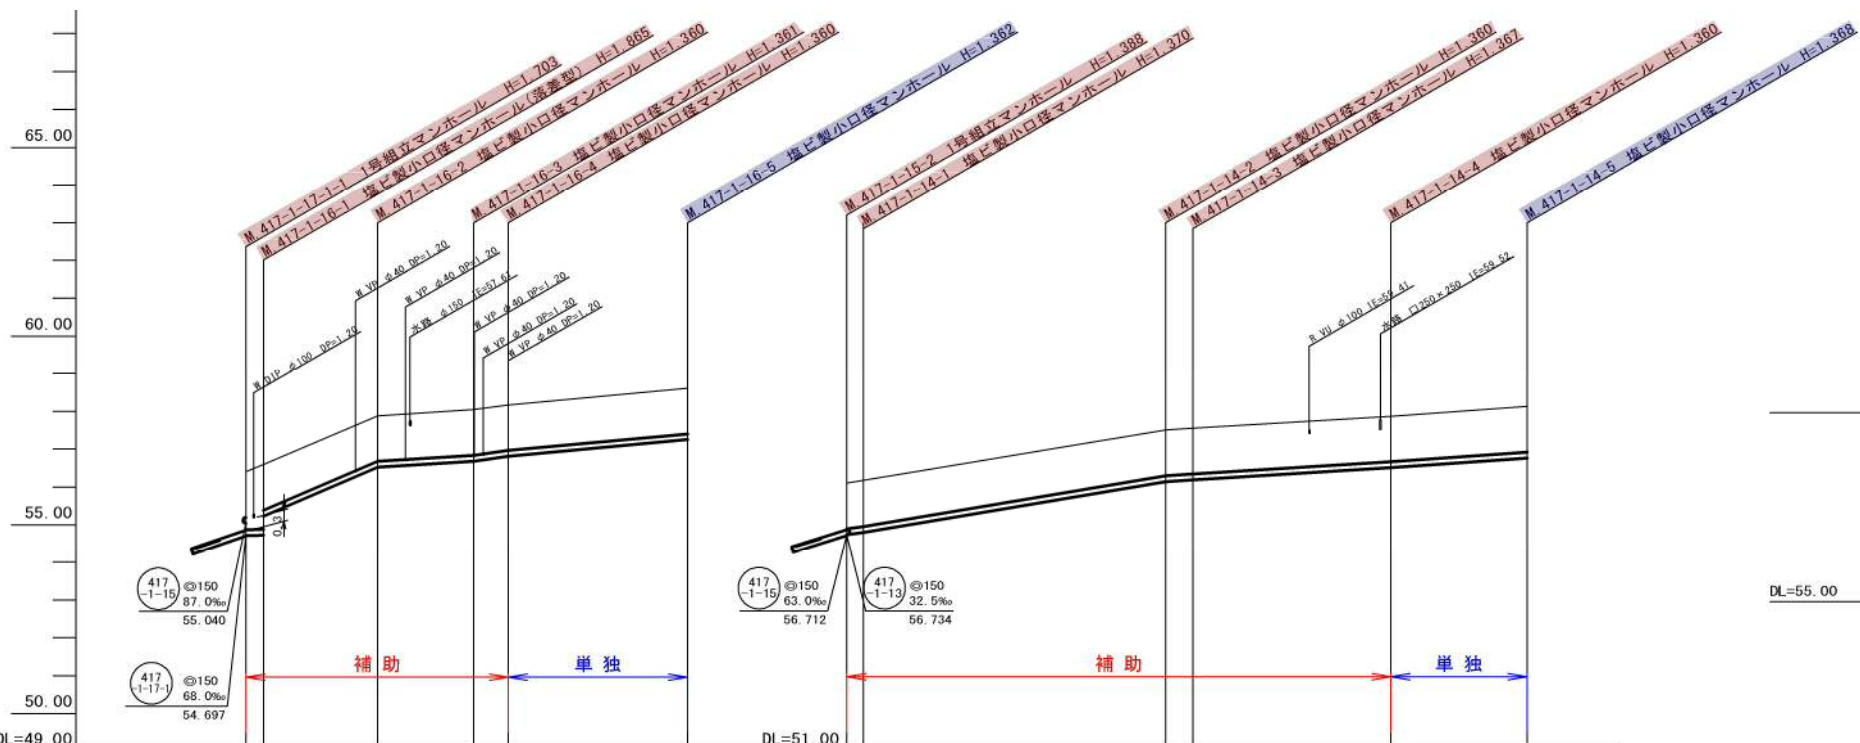 M.417-1-17-1-1 1号組立マンホール H=1.703
M.417-1-16-1 塩ビ製小口径マンホール(落差型) H=1.865
M.417-1-16-2 塩ビ製小口径マンホール H=1.360
M.417-1-16-3 塩ビ製小口径マンホール H=1.361
M.417-1-16-4 塩ビ製小口径マンホール H=1.360
M.417-1-16-5 塩ビ製小口径マンホール H=1.362
M.417-1-15-2 1号組立マンホール H=1.388
M.417-1-14-1 塩ビ製小口径マンホール H=1.370
M.417-1-14-2 塩ビ製小口径マンホール H=1.360
M.417-1-14-3 塩ビ製小口径マンホール H=1.367
M.417-1-14-4 塩ビ製小口径マンホール H=1.360
M.417-1-14-5 塩ビ製小口径マンホール H=1.368
65.00
60.00
55.00
50.00
DL=49.00
W DIP φ100 DP=1.20
W VP φ40 DP=1.20
W VP φ40 DP=1.20
水路 φ150 IE=57.61
W VP φ40 DP=1.20
W VP φ40 DP=1.20
W VP φ40 DP=1.20
R VU φ100 IE=59.41
水路 □250×250 IE=59.52
0.3
417
-1-15
◎150
87.0‰
55.040
417
-1-17-1
◎150
68.0‰
54.697
補助
単独
417
-1-15
◎150
63.0‰
56.712
417
-1-13
◎150
32.5‰
56.734
補助
単独
DL=51.00
DL=55.00